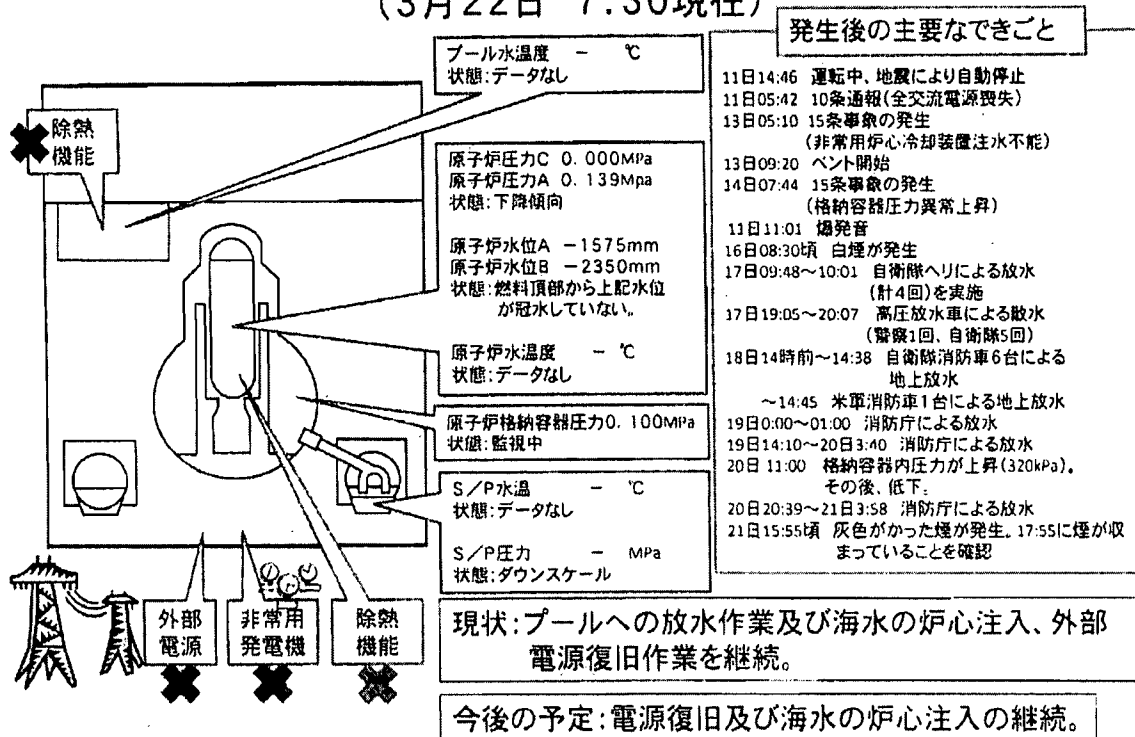 (3月22日 7:30現在)
プール水温度 － ℃
状態:データなし
除熱
機能
原子炉圧力C 0.000MPa
原子炉圧力A 0.139Mpa
状態:下降傾向
原子炉水位A －1575mm
原子炉水位B －2350mm
状態:燃料頂部から上記水位
が冠水していない。
原子炉水温度 － ℃
状態:データなし
原子炉格納容器圧力0.100MPa
状態:監視中
S／P水温 － ℃
状態:データなし
S／P圧力 － MPa
状態:ダウンスケール
外部
電源
非常用
発電機
除熱
機能
発生後の主要なできごと
11日14:46 運転中、地震により自動停止
11日05:42 10条通報(全交流電源喪失)
13日05:10 15条事象の発生
(非常用炉心冷却装置注水不能)
13日09:20 ベント開始
14日07:44 15条事象の発生
(格納容器圧力異常上昇)
11日11:01 爆発音
16日08:30頃 白煙が発生
17日09:48～10:01 自衛隊ヘリによる放水
(計4回)を実施
17日19:05～20:07 高圧放水車による散水
(警察1回、自衛隊5回)
18日14時前～14:38 自衛隊消防車6台による
地上放水
～14:45 米軍消防車1台による地上放水
19日0:00～01:00 消防庁による放水
19日14:10～20日3:40 消防庁による放水
20日 11:00 格納容器内圧力が上昇(320kPa)。
その後、低下。
20日20:39～21日3:58 消防庁による放水
21日15:55頃 灰色がかった煙が発生。17:55に煙が収
まっていることを確認
現状:プールへの放水作業及び海水の炉心注入、外部
電源復旧作業を継続。
今後の予定:電源復旧及び海水の炉心注入の継続。